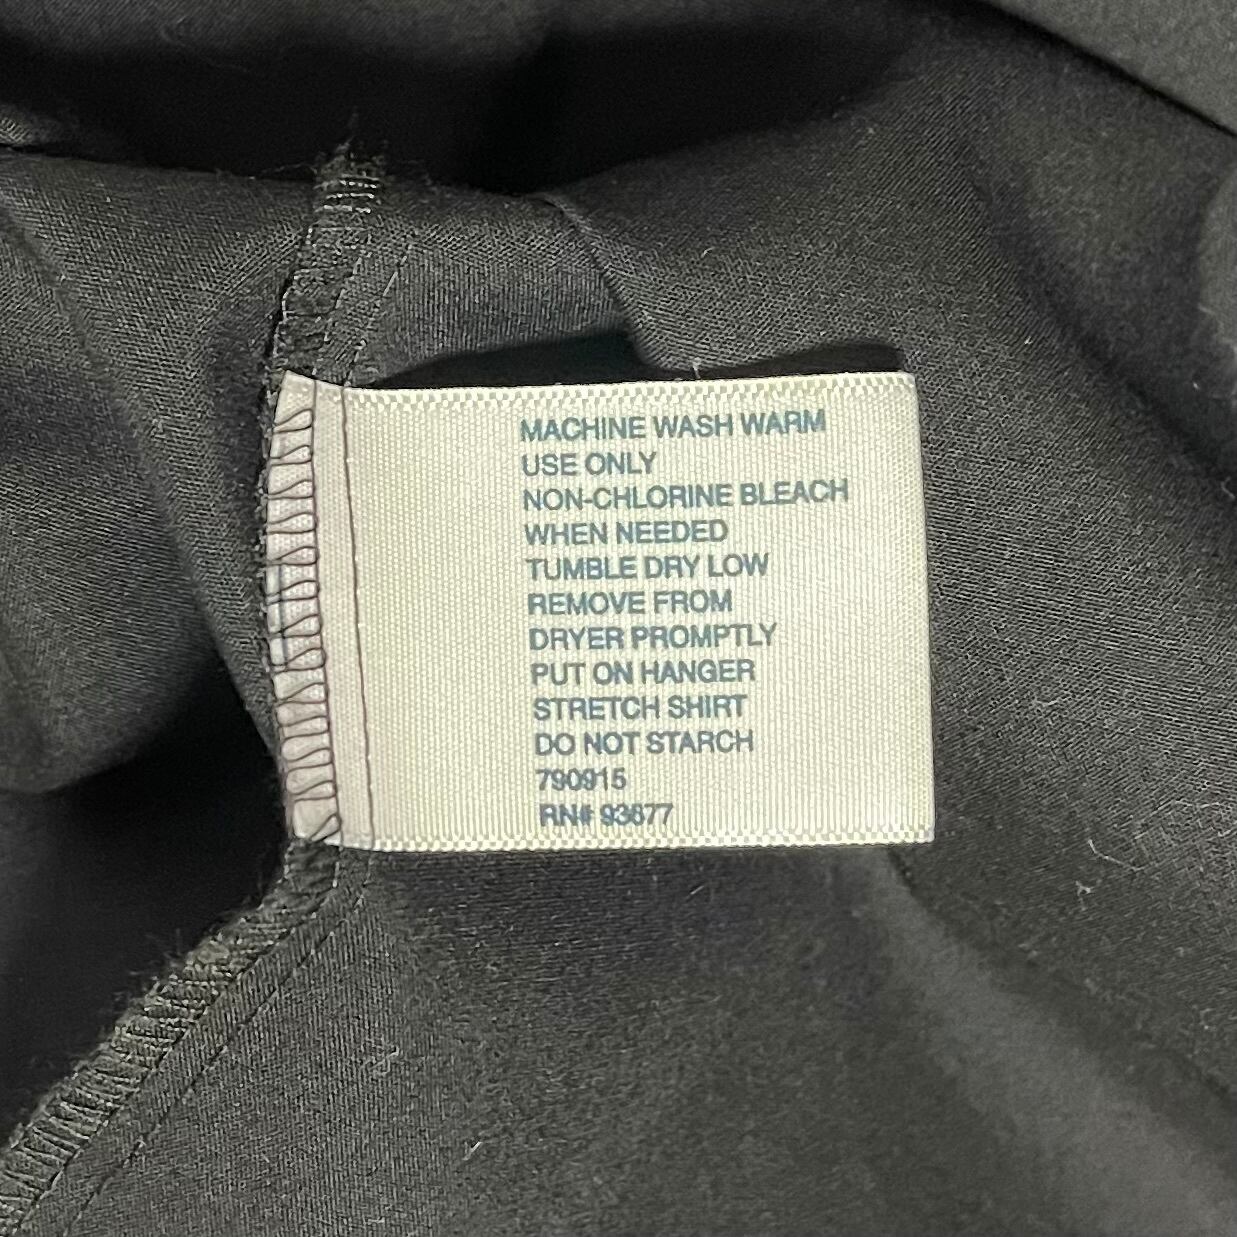 MACHINE WASH WARM
USE ONLY
NON-CHLORINE BLEACH
WHEN NEEDED
TUMBLE DRY LOW
REMOVE FROM
DRYER PROMPTLY
PUT ON HANGER
STRETCH SHIRT
DO NOT STARCH
790915
RN# 93677